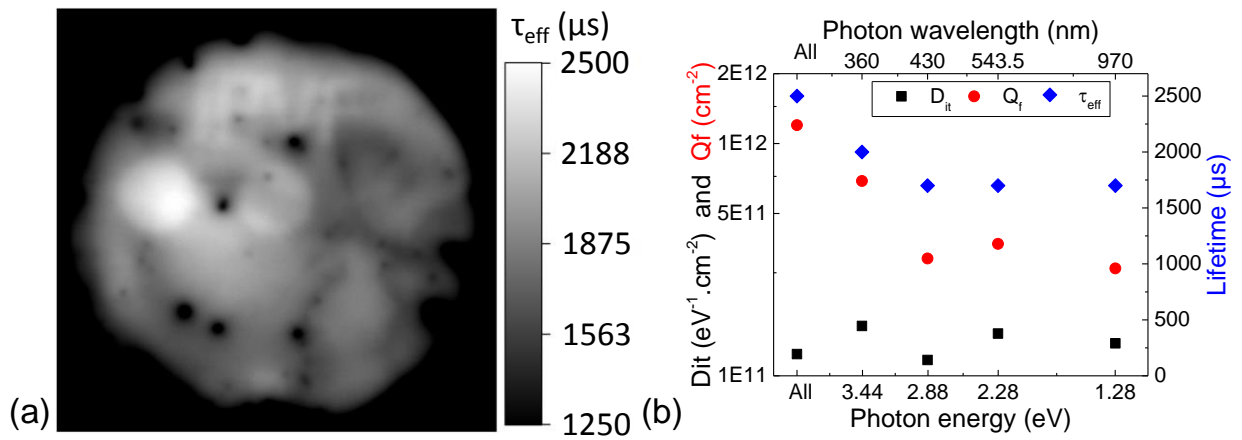 τeff (µs)
2500
2188
1875
1563
1250
(a)
Photon wavelength (nm)
All 360 430 543.5 970
Dit Qf τeff
2E12
1E12
5E11
1E11
Dit (eV-1.cm-2) and Qf (cm-2)
2500
2000
1500
1000
500
0
Lifetime (µs)
All 3.44 2.88 2.28 1.28
Photon energy (eV)
(b)